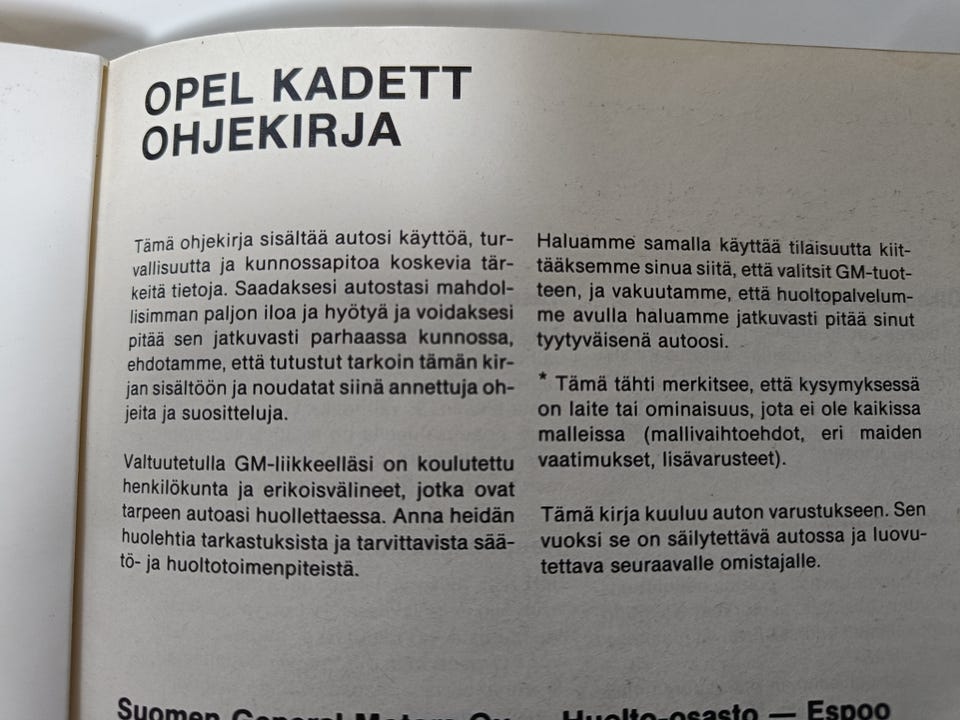 OPEL KADETT
OHJEKIRJA
Tämä ohjekirja sisältää autosi käyttöä, tur-
vallisuutta ja kunnossapitoa koskevia tär-
keitä tietoja. Saadaksesi autostasi mahdol-
lisimman paljon iloa ja hyötyä ja voidaksesi
pitää sen jatkuvasti parhaassa kunnossa,
ehdotamme, että tutustut tarkoin tämän kir-
jan sisältöön ja noudatat siinä annettuja oh-
jeita ja suositteluja.
Valtuutetulla GM-liikkeelläsi on koulutettu
henkilökunta ja erikoisvälineet, jotka ovat
tarpeen autoasi huollettaessa. Anna heidän
huolehtia tarkastuksista ja tarvittavista sää-
tö- ja huoltotoimenpiteistä.
Haluamme samalla käyttää tilaisuutta kiit-
tääksemme sinua siitä, että valitsit GM-tuot-
teen, ja vakuutamme, että huoltopalvelum-
me avulla haluamme jatkuvasti pitää sinut
tyytyväisenä autoosi.
* Tämä tähti merkitsee, että kysymyksessä
on laite tai ominaisuus, jota ei ole kaikissa
malleissa (mallivaihtoehdot, eri maiden
vaatimukset, lisävarusteet).
Tämä kirja kuuluu auton varustukseen. Sen
vuoksi se on säilytettävä autossa ja luovu-
tettava seuraavalle omistajalle.
Suomen General Motors Oy
Huolto-osasto — Espoo